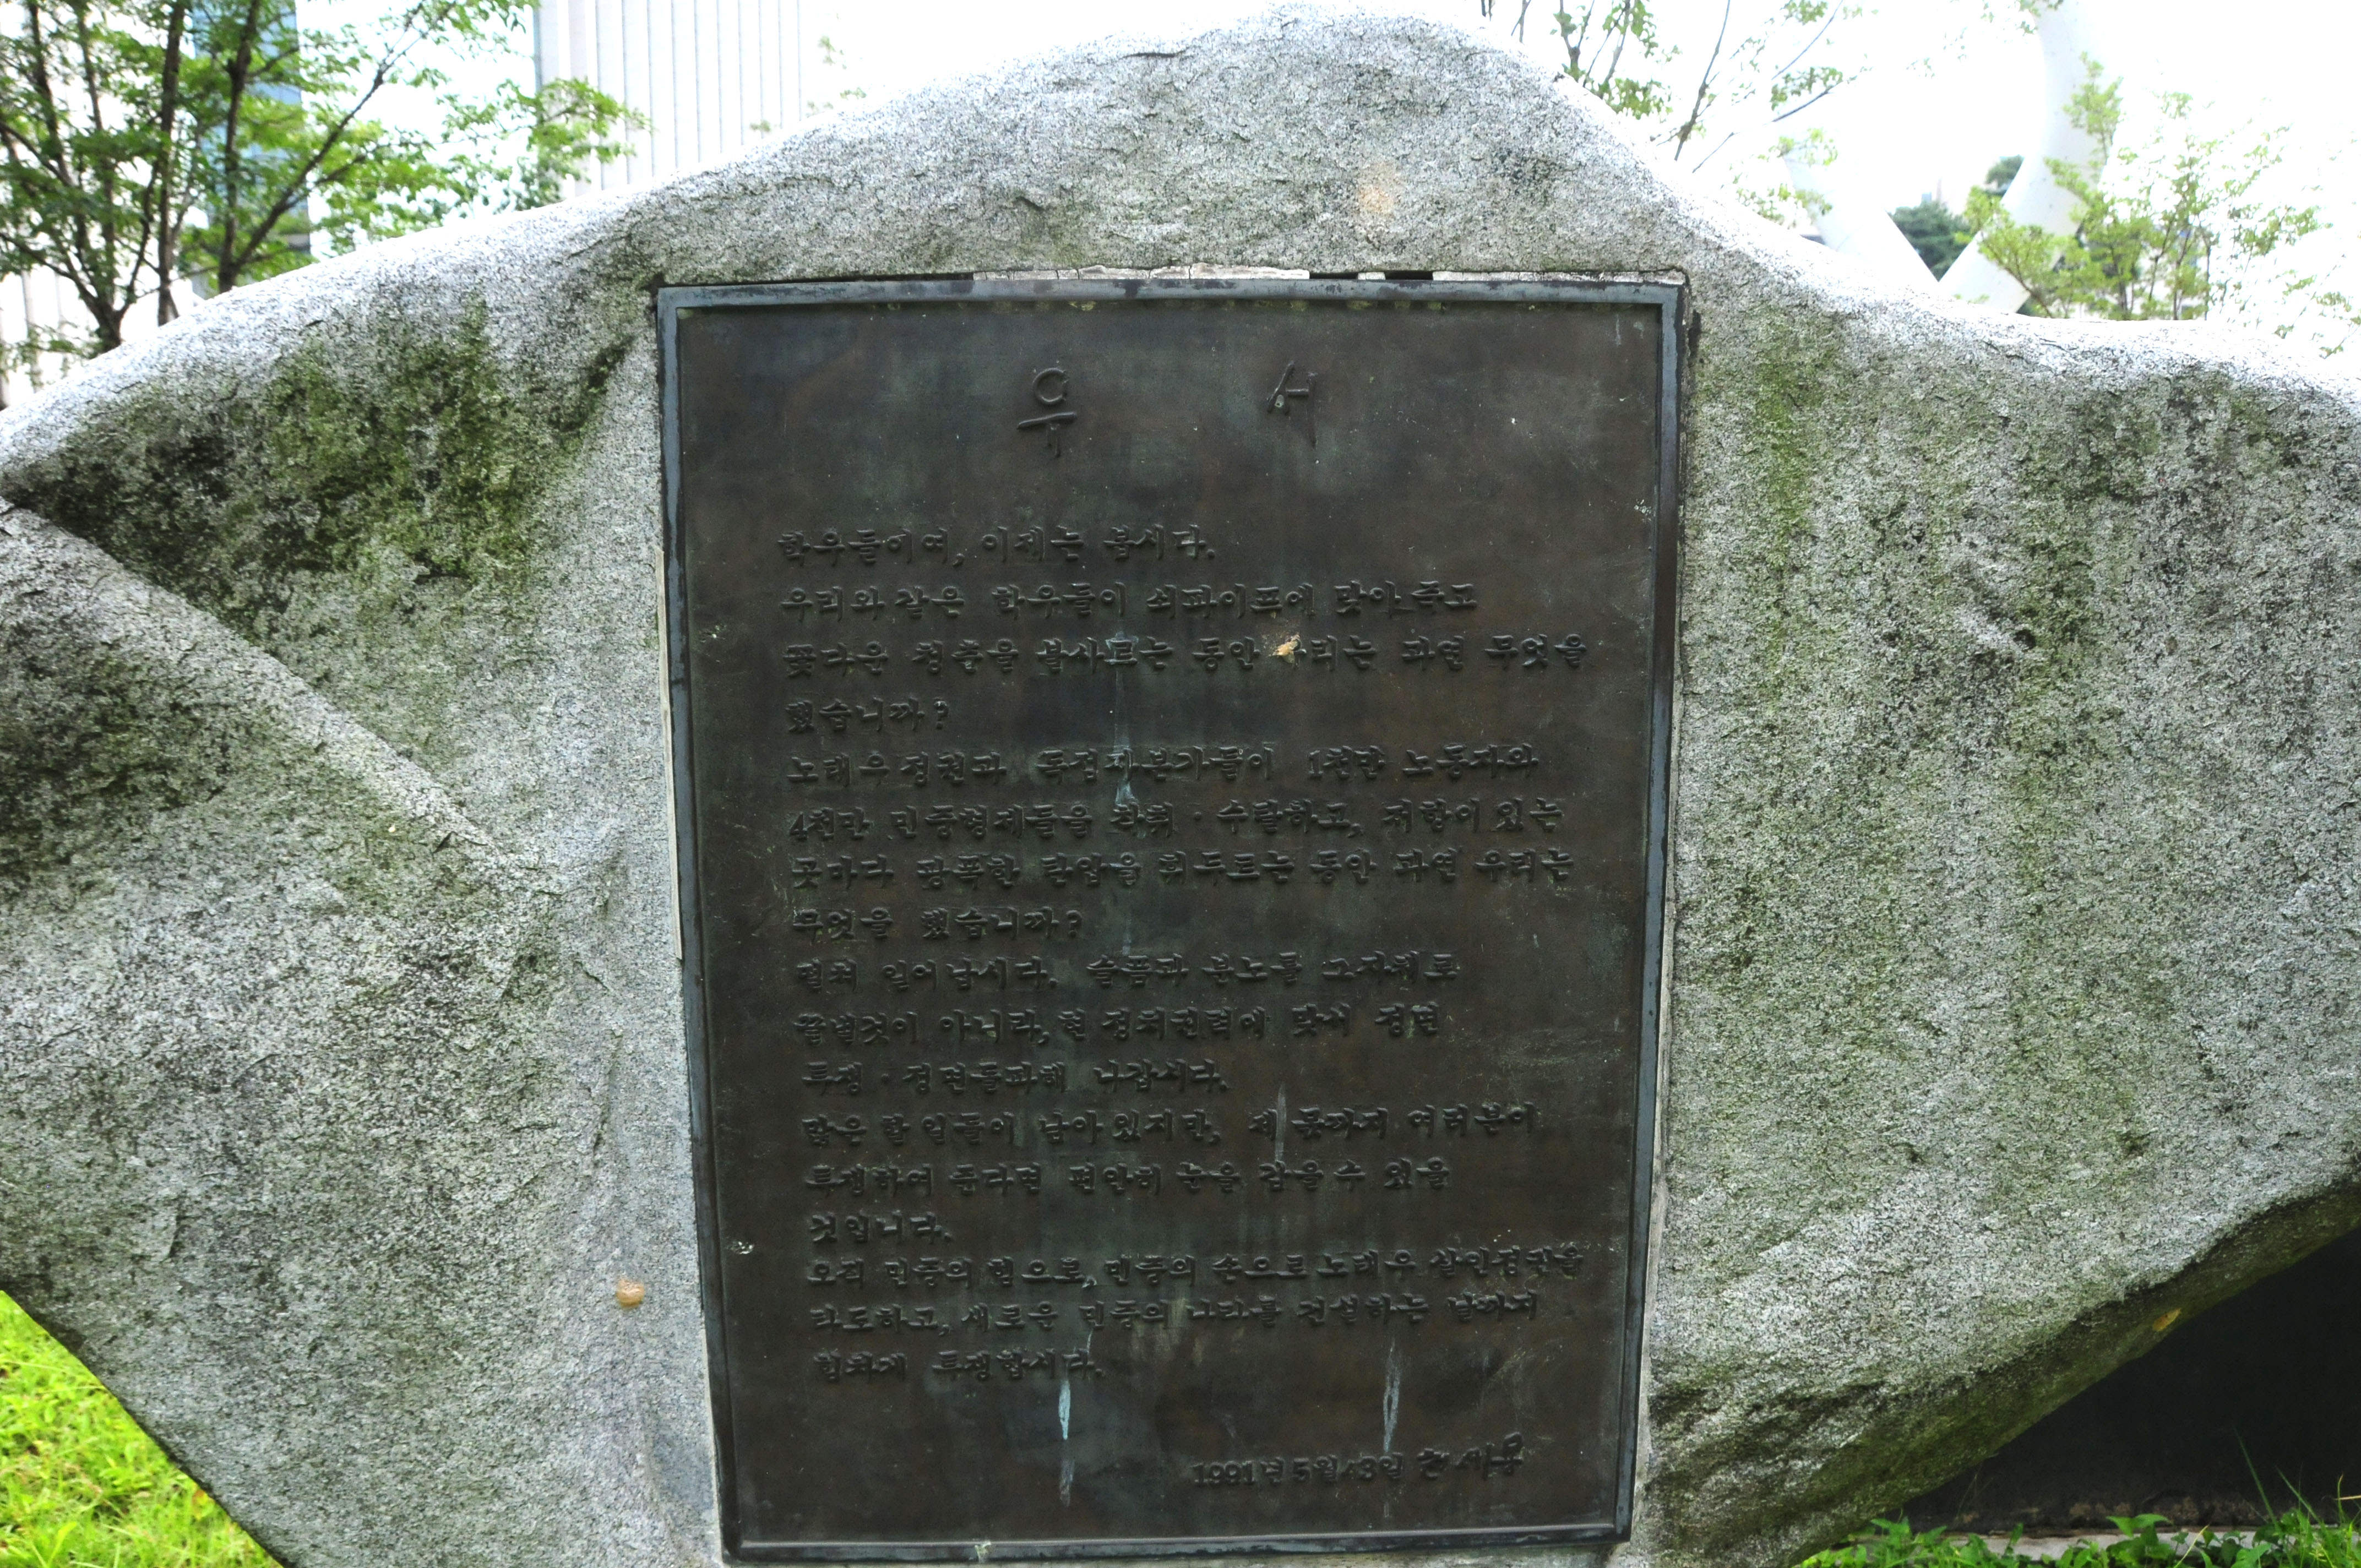 유 서
학우들이여, 이제는 봅시다.
우리와 같은 학우들이 쇠파이프에 맞아 죽고
꽃다운 청춘을 불사르는 동안 우리는 과연 무엇을
했습니까?
노태우정권과 독점자본가들이 1천만 노동자와
4천만 민중형제들을 착취·수탈하고, 저항이 있는
곳마다 광폭한 탄압을 휘두르는 동안 과연 우리는
무엇을 했습니까?
떨쳐 일어납시다. 슬픔과 분노를 그자체로
끝낼것이 아니라, 현 정치권력에 맞서 정면
투쟁·정면돌파해 나갑시다.
많은 할 일들이 남아 있지만, 제 몫까지 여러분이
투쟁하여 준다면 편안히 눈을 감을 수 있을
것입니다.
오직 민중의 힘으로, 민중의 손으로 노태우 살인정권을
타도하고, 새로운 민중의 나라를 건설하는 날까지
힘차게 투쟁합시다.
1991년 5월 3일 천세용